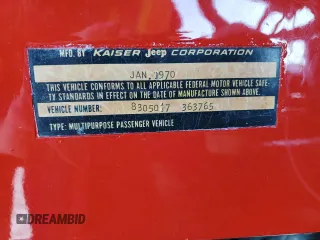 MFD. BY KAISER Jeep CORPORATION
JAN. 1970
THIS VEHICLE CONFORMS TO ALL APPLICABLE FEDERAL MOTOR VEHICLE SAFE-
TY STANDARDS IN EFFECT ON THE DATE OF MANUFACTURE SHOWN ABOVE.
VEHICLE NUMBER: 8305017 363765
TYPE: MULTIPURPOSE PASSENGER VEHICLE
DREAMBID